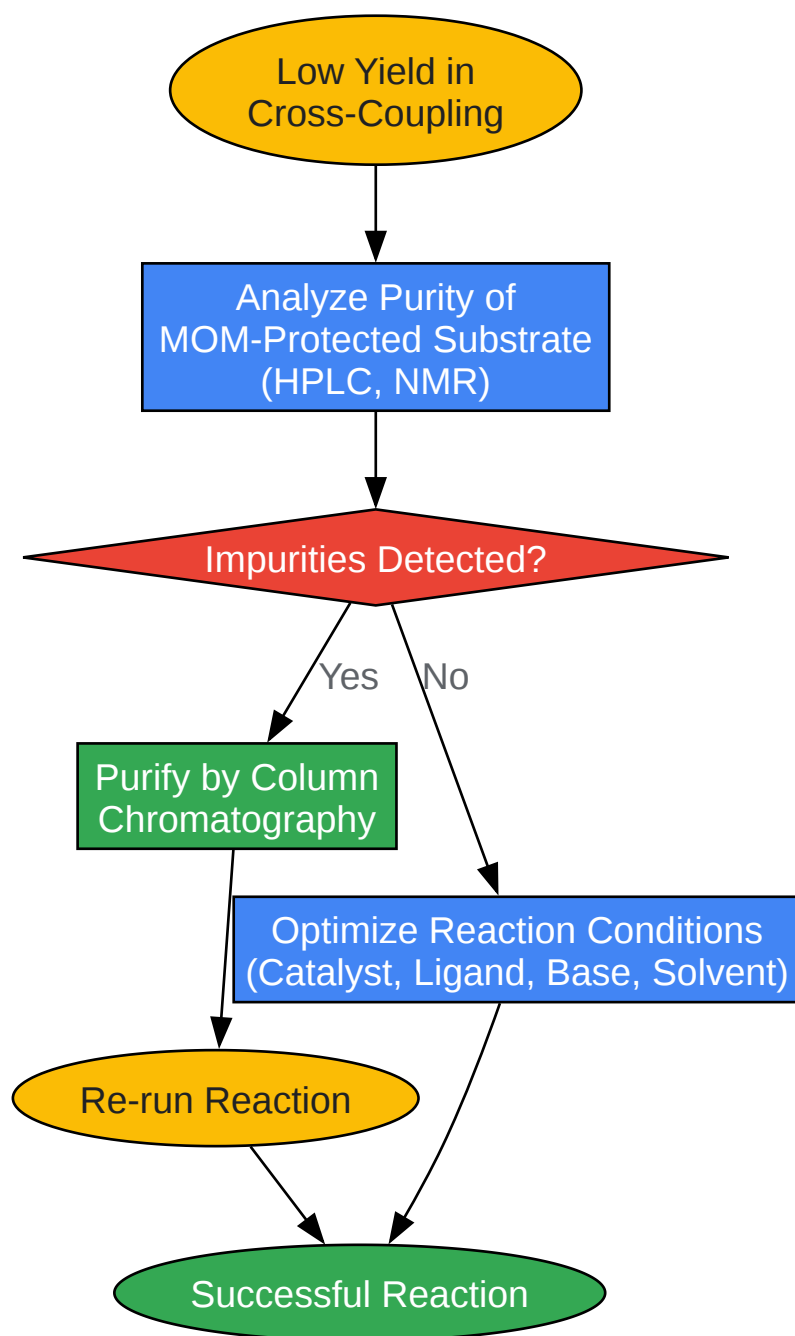 Low Yield in
Cross-Coupling
Analyze Purity of
MOM-Protected Substrate
(HPLC, NMR)
Impurities Detected?
Yes
No
Purify by Column
Chromatography
Optimize Reaction Conditions
(Catalyst, Ligand, Base, Solvent)
Re-run Reaction
Successful Reaction